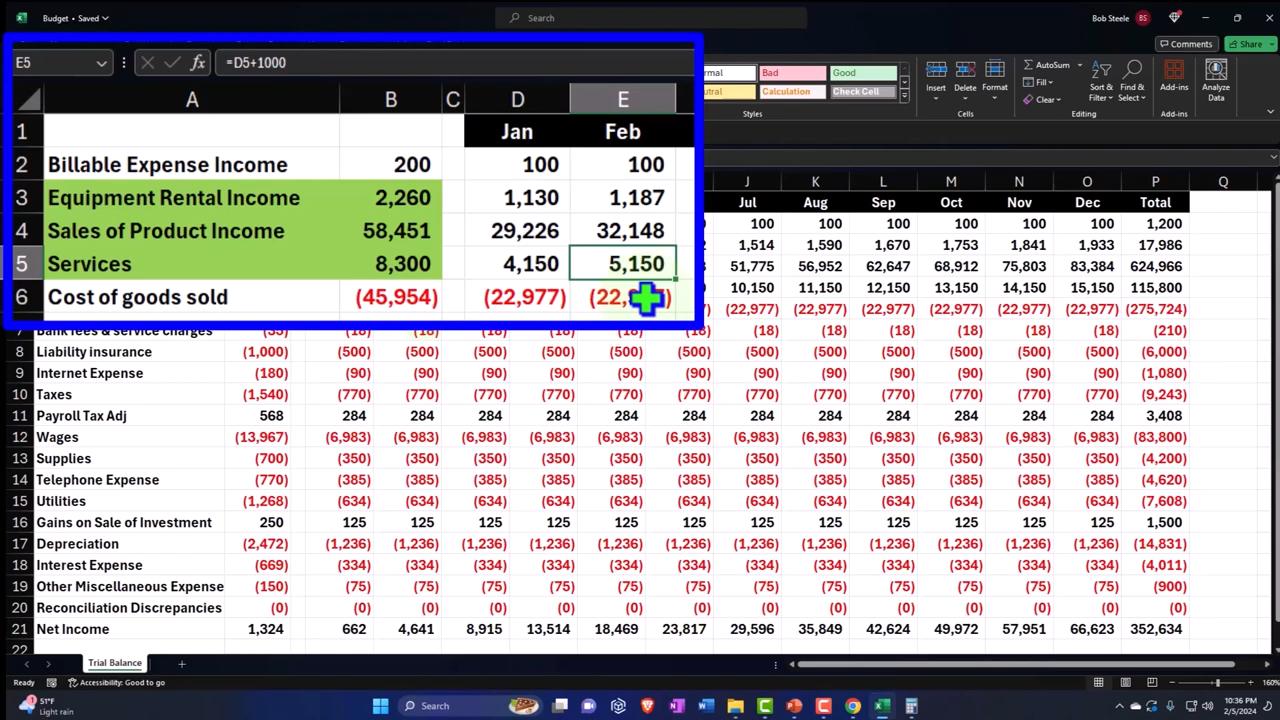 Budget • Saved
Search
Bob Steele BS
Comments Share
E5 fx =D5+1000
rmal Bad Good
utral Calculation Check Cell
Styles
Insert Delete Format
Cells
AutoSum
Fill
Clear
Sort & Filter
Find & Select
Editing
Add-ins
Add-ins
Analyze Data
A B C D E
1 Jan Feb
2 Billable Expense Income 200 100 100
3 Equipment Rental Income 2,260 1,130 1,187
4 Sales of Product Income 58,451 29,226 32,148
5 Services 8,300 4,150 5,150
6 Cost of goods sold (45,954) (22,977)
J K L M N O P Q
Jul Aug Sep Oct Nov Dec Total
100 100 100 100 100 100 1,200
1,514 1,590 1,670 1,753 1,841 1,933 17,986
51,775 56,952 62,647 68,912 75,803 83,384 624,966
10,150 11,150 12,150 13,150 14,150 15,150 115,800
(22,977) (22,977) (22,977) (22,977) (22,977) (22,977) (275,724)
Bank fees & service charges (35) (18) (18) (18) (18) (18) (18) (18) (18) (18) (18) (18) (18) (210)
8 Liability insurance (1,000) (500) (500) (500) (500) (500) (500) (500) (500) (500) (500) (500) (500) (6,000)
9 Internet Expense (180) (90) (90) (90) (90) (90) (90) (90) (90) (90) (90) (90) (90) (1,080)
10 Taxes (1,540) (770) (770) (770) (770) (770) (770) (770) (770) (770) (770) (770) (770) (9,243)
11 Payroll Tax Adj 568 284 284 284 284 284 284 284 284 284 284 284 284 3,408
12 Wages (13,967) (6,983) (6,983) (6,983) (6,983) (6,983) (6,983) (6,983) (6,983) (6,983) (6,983) (6,983) (6,983) (83,800)
13 Supplies (700) (350) (350) (350) (350) (350) (350) (350) (350) (350) (350) (350) (350) (4,200)
14 Telephone Expense (770) (385) (385) (385) (385) (385) (385) (385) (385) (385) (385) (385) (385) (4,620)
15 Utilities (1,268) (634) (634) (634) (634) (634) (634) (634) (634) (634) (634) (634) (634) (7,608)
16 Gains on Sale of Investment 250 125 125 125 125 125 125 125 125 125 125 125 125 1,500
17 Depreciation (2,472) (1,236) (1,236) (1,236) (1,236) (1,236) (1,236) (1,236) (1,236) (1,236) (1,236) (1,236) (1,236) (14,831)
18 Interest Expense (669) (334) (334) (334) (334) (334) (334) (334) (334) (334) (334) (334) (334) (4,011)
19 Other Miscellaneous Expense (150) (75) (75) (75) (75) (75) (75) (75) (75) (75) (75) (75) (75) (900)
20 Reconciliation Discrepancies (0) (0) (0) (0) (0) (0) (0) (0) (0) (0) (0) (0) (0) (0)
21 Net Income 1,324 662 4,641 8,915 13,514 18,469 23,817 29,596 35,849 42,624 49,972 57,951 66,623 352,634
22
Trial Balance
Ready Accessibility: Good to go 160%
51°F
Light rain
Search
10:36 PM
2/5/2024